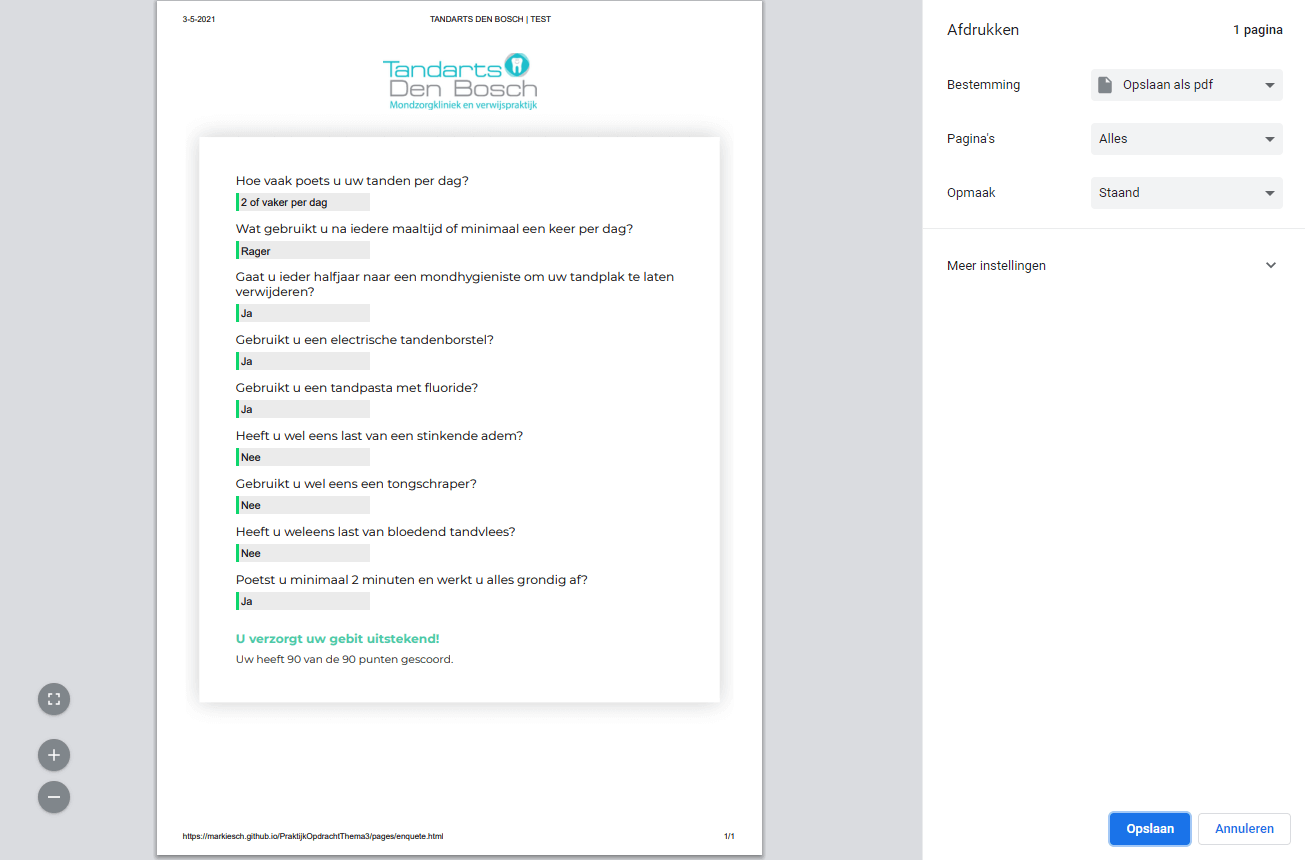 3-5-2021 TANDARTS DEN BOSCH | TEST
Tandarts
Den Bosch
Mondzorgkliniek en verwijspraktijk
Hoe vaak poets u uw tanden per dag?
2 of vaker per dag
Wat gebruikt u na iedere maaltijd of minimaal een keer per dag?
Rager
Gaat u ieder halfjaar naar een mondhygieniste om uw tandplak te laten
verwijderen?
Ja
Gebruikt u een electrische tandenborstel?
Ja
Gebruikt u een tandpasta met fluoride?
Ja
Heeft u wel eens last van een stinkende adem?
Nee
Gebruikt u wel eens een tongschraper?
Nee
Heeft u weleens last van bloedend tandvlees?
Nee
Poetst u minimaal 2 minuten en werkt u alles grondig af?
Ja
U verzorgt uw gebit uitstekend!
Uw heeft 90 van de 90 punten gescoord.
https://markiesch.github.io/PraktijkOpdrachtThema3/pages/enquete.html 1/1
Afdrukken 1 pagina
Bestemming Opslaan als pdf
Pagina's Alles
Opmaak Staand
Meer instellingen
Opslaan Annuleren